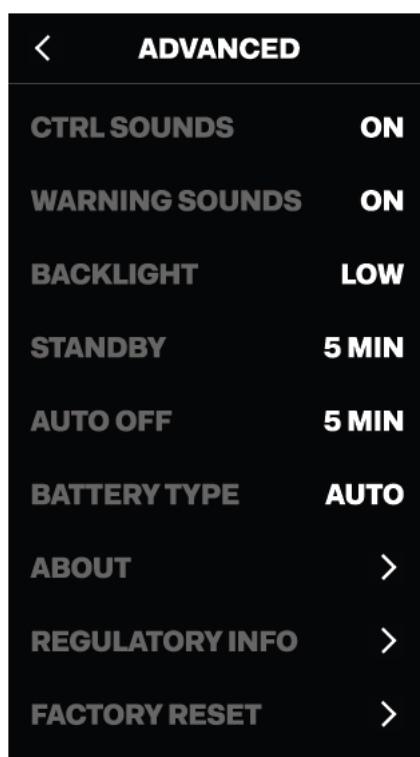 ADVANCED
CTRL SOUNDS ON
WARNING SOUNDS ON
BACKLIGHT LOW
STANDBY 5 MIN
AUTO OFF 5 MIN
BATTERY TYPE AUTO
ABOUT
REGULATORY INFO
FACTORY RESET